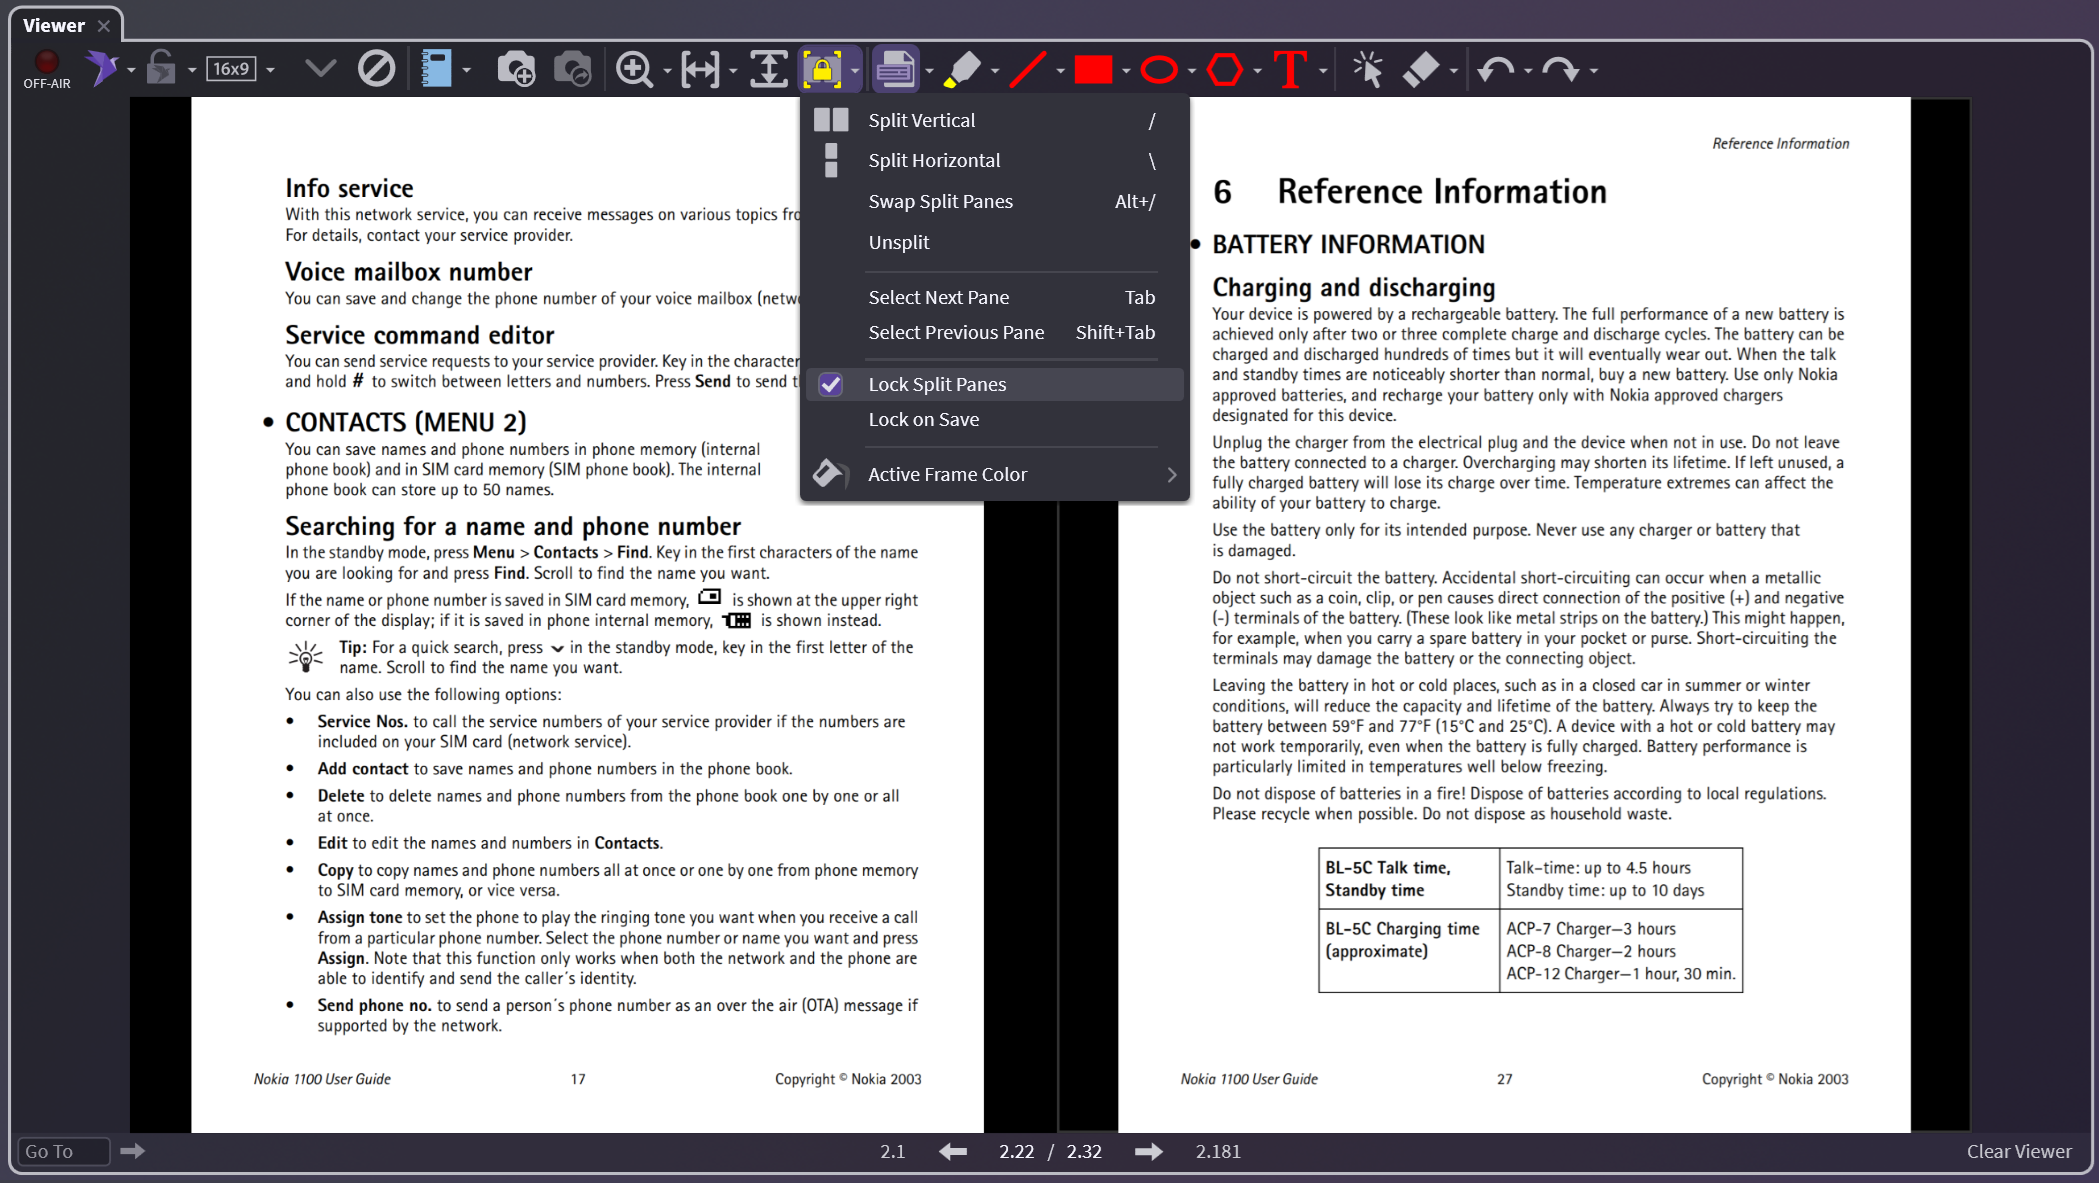 Viewer
OFF-AIR
16x9
T
Split Vertical /
Split Horizontal \
Swap Split Panes Alt+/
Unsplit
Select Next Pane Tab
Select Previous Pane Shift+Tab
Lock Split Panes
Lock on Save
Active Frame Color
Info service
With this network service, you can receive messages on various topics
For details, contact your service provider.
Voice mailbox number
You can save and change the phone number of your voice mailbox
Service command editor
You can send service requests to your service provider. Key in the
and hold # to switch between letters and numbers. Press Send to send
• CONTACTS (MENU 2)
You can save names and phone numbers in phone memory (internal
phone book) and in SIM card memory (SIM phone book). The internal
phone book can store up to 50 names.
Searching for a name and phone number
In the standby mode, press Menu > Contacts > Find. Key in the first characters of the name
you are looking for and press Find. Scroll to find the name you want.
If the name or phone number is saved in SIM card memory, is shown at the upper right
corner of the display; if it is saved in phone internal memory, is shown instead.
Tip: For a quick search, press in the standby mode, key in the first letter of the
name. Scroll to find the name you want.
You can also use the following options:
• Service Nos. to call the service numbers of your service provider if the numbers are
included on your SIM card (network service).
• Add contact to save names and phone numbers in the phone book.
• Delete to delete names and phone numbers from the phone book one by one or all
at once.
• Edit to edit the names and numbers in Contacts.
• Copy to copy names and phone numbers all at once or one by one from phone memory
to SIM card memory, or vice versa.
• Assign tone to set the phone to play the ringing tone you want when you receive a call
from a particular phone number. Select the phone number or name you want and press
Assign. Note that this function only works when both the network and the phone are
able to identify and send the caller´s identity.
• Send phone no. to send a person´s phone number as an over the air (OTA) message if
supported by the network.
Nokia 1100 User Guide 17 Copyright © Nokia 2003
Reference Information
6 Reference Information
• BATTERY INFORMATION
Charging and discharging
Your device is powered by a rechargeable battery. The full performance of a new battery is
achieved only after two or three complete charge and discharge cycles. The battery can be
charged and discharged hundreds of times but it will eventually wear out. When the talk
and standby times are noticeably shorter than normal, buy a new battery. Use only Nokia
approved batteries, and recharge your battery only with Nokia approved chargers
designated for this device.
Unplug the charger from the electrical plug and the device when not in use. Do not leave
the battery connected to a charger. Overcharging may shorten its lifetime. If left unused, a
fully charged battery will lose its charge over time. Temperature extremes can affect the
ability of your battery to charge.
Use the battery only for its intended purpose. Never use any charger or battery that
is damaged.
Do not short-circuit the battery. Accidental short-circuiting can occur when a metallic
object such as a coin, clip, or pen causes direct connection of the positive (+) and negative
(-) terminals of the battery. (These look like metal strips on the battery.) This might happen,
for example, when you carry a spare battery in your pocket or purse. Short-circuiting the
terminals may damage the battery or the connecting object.
Leaving the battery in hot or cold places, such as in a closed car in summer or winter
conditions, will reduce the capacity and lifetime of the battery. Always try to keep the
battery between 59°F and 77°F (15°C and 25°C). A device with a hot or cold battery may
not work temporarily, even when the battery is fully charged. Battery performance is
particularly limited in temperatures well below freezing.
Do not dispose of batteries in a fire! Dispose of batteries according to local regulations.
Please recycle when possible. Do not dispose as household waste.
BL-5C Talk time, Talk-time: up to 4.5 hours
Standby time Standby time: up to 10 days
BL-5C Charging time ACP-7 Charger—3 hours
(approximate) ACP-8 Charger—2 hours
ACP-12 Charger—1 hour, 30 min.
Nokia 1100 User Guide 27 Copyright © Nokia 2003
Go To 2.1 2.22 / 2.32 2.181 Clear Viewer